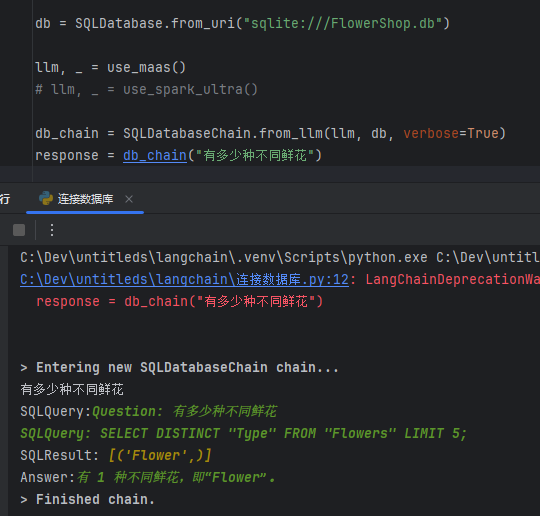 db = SQLDatabase.from_uri("sqlite:///FlowerShop.db")
llm, _ = use_maas()
# llm, _ = use_spark_ultra()
db_chain = SQLDatabaseChain.from_llm(llm, db, verbose=True)
response = db_chain("有多少种不同鲜花")
行 连接数据库 ×
C:\Dev\untitleds\langchain\.venv\Scripts\python.exe C:\Dev\untitl
C:\Dev\untitleds\langchain\连接数据库.py:12: LangChainDeprecationWa
response = db_chain("有多少种不同鲜花")
> Entering new SQLDatabaseChain chain...
有多少种不同鲜花
SQLQuery:Question: 有多少种不同鲜花
SQLQuery: SELECT DISTINCT "Type" FROM "Flowers" LIMIT 5;
SQLResult: [('Flower',)]
Answer:有 1 种不同鲜花，即“Flower”。
> Finished chain.